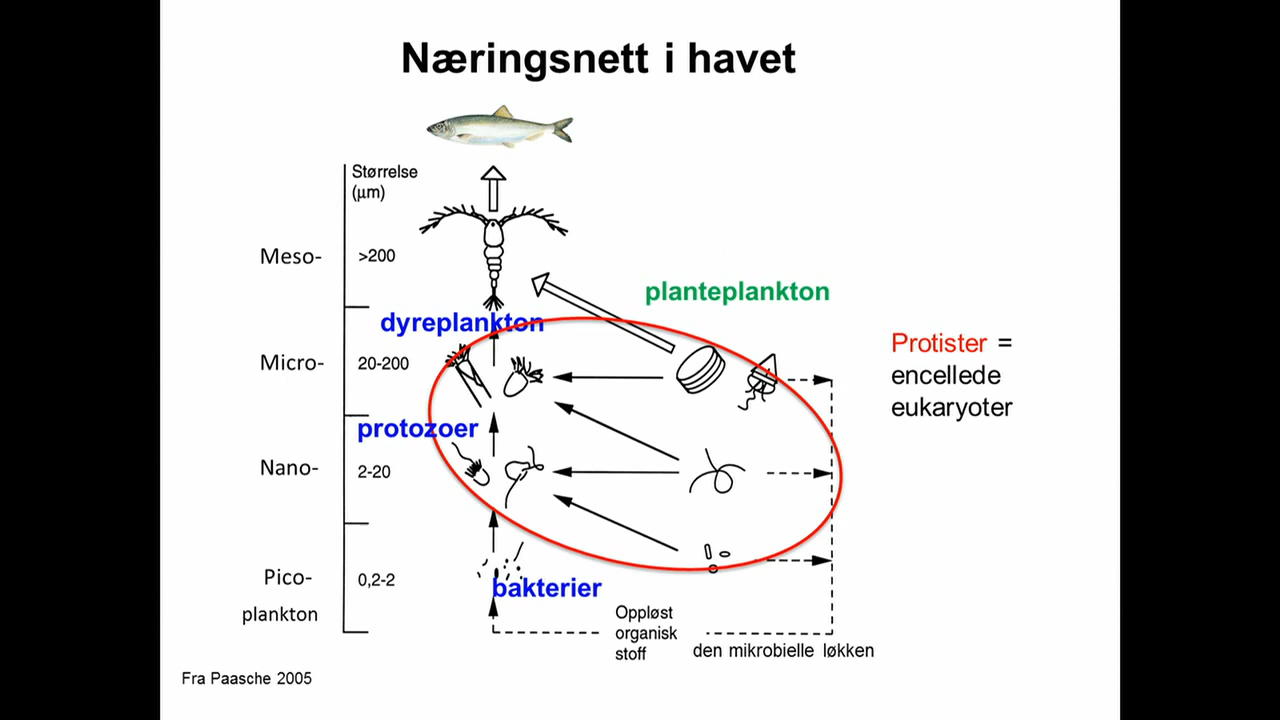 Næringsnett i havet
Størrelse
(µm)
Meso-
>200
planteplankton
dyreplankton
Protister =
encellede
eukaryoter
Micro-
20-200
protozoer
Nano-
2-20
Pico-
plankton
0,2-2
bakterier
Oppløst
organisk
stoff
den mikrobielle løkken
Fra Paasche 2005